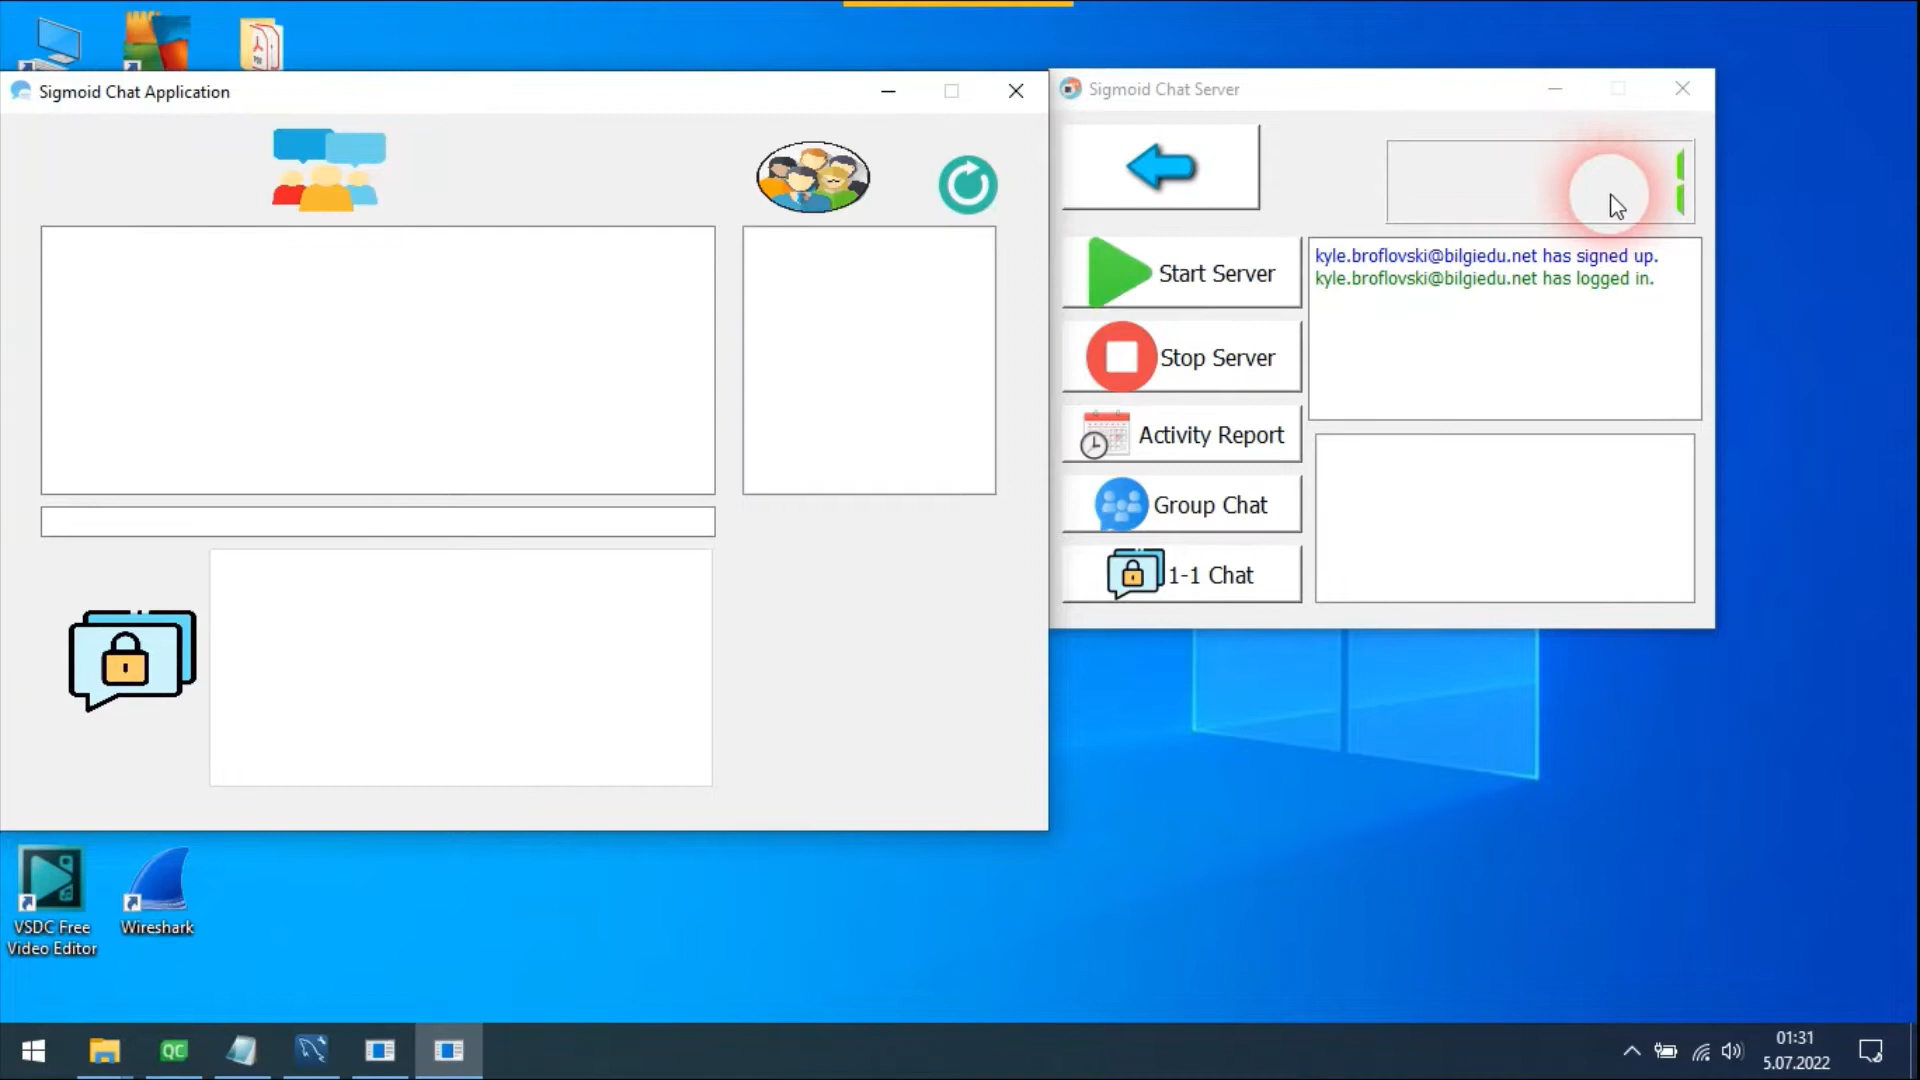 Sigmoid Chat Application
Sigmoid Chat Server
Start Server
kyle.broflovski@bilgiedu.net has signed up.
kyle.broflovski@bilgiedu.net has logged in.
Stop Server
Activity Report
Group Chat
1-1 Chat
VSDC Free
Video Editor
Wireshark
QC
01:31
5.07.2022